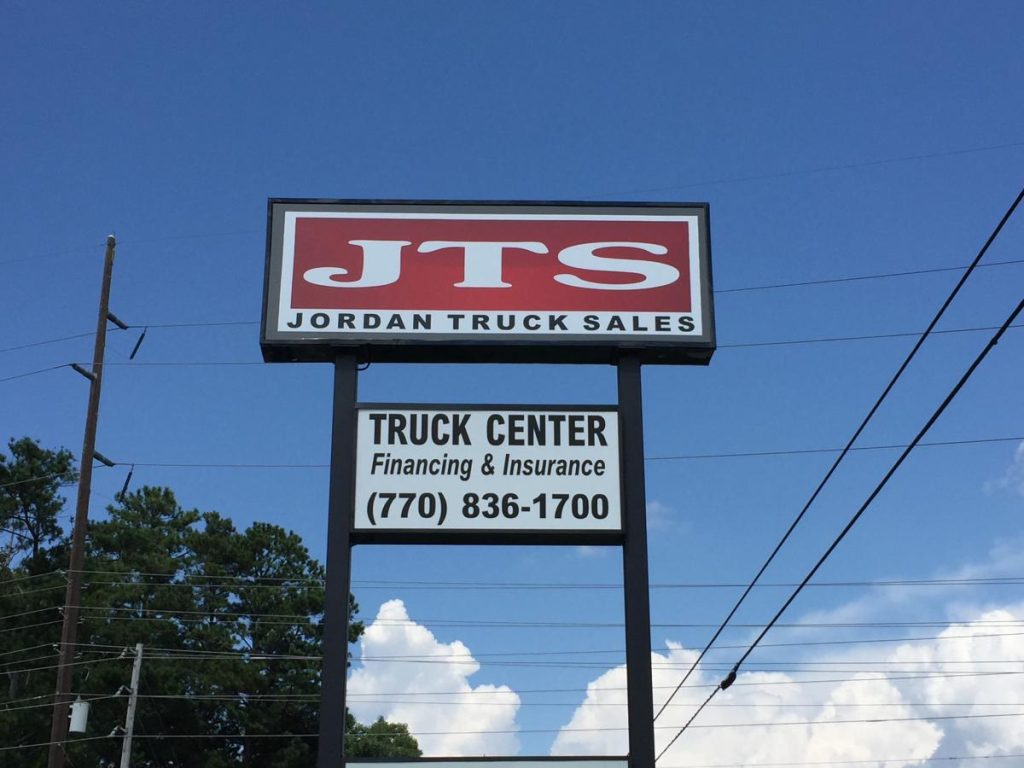 JTS
JORDAN TRUCK SALES
TRUCK CENTER
Financing & Insurance
(770) 836-1700